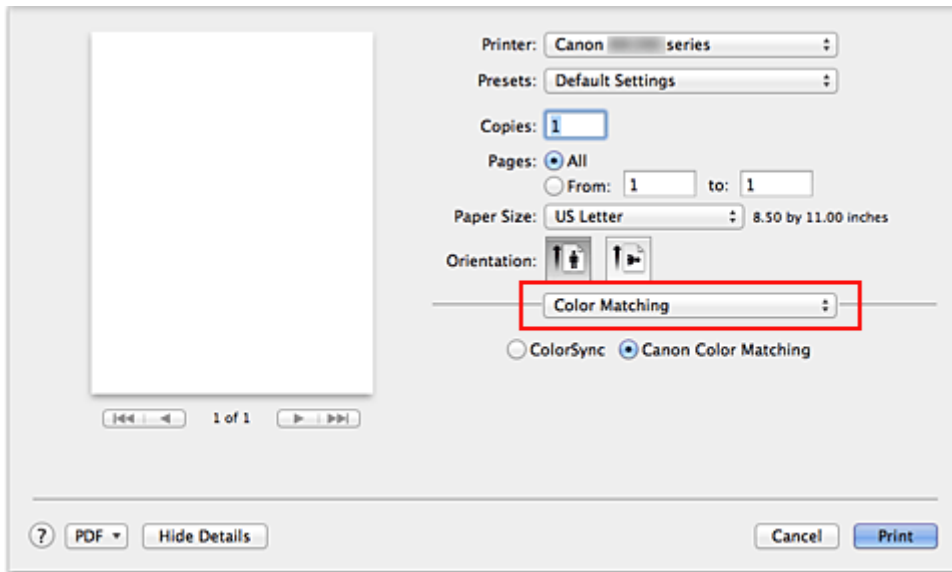 Printer: Canon series
Presets: Default Settings
Copies: 1
Pages: All
From: 1 to: 1
Paper Size: US Letter 8.50 by 11.00 inches
Orientation:
Color Matching
ColorSync Canon Color Matching
1 of 1
? PDF Hide Details Cancel Print